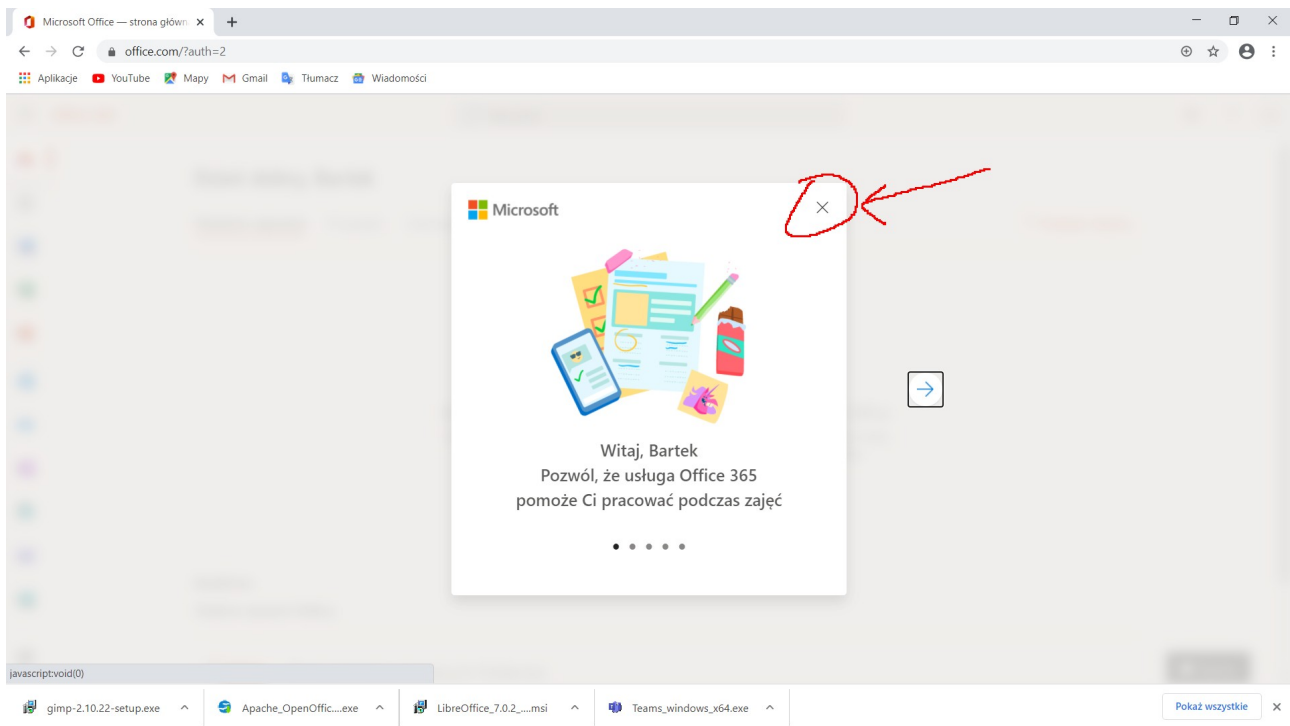 Microsoft Office — strona główn
office.com/?auth=2
Aplikacje YouTube Mapy Gmail Tłumacz Wiadomości
Microsoft
Witaj, Bartek
Pozwól, że usługa Office 365
pomoże Ci pracować podczas zajęć
javascript:void(0)
gimp-2.10.22-setup.exe Apache_OpenOffic....exe LibreOffice_7.0.2_....msi Teams_windows_x64.exe Pokaż wszystkie